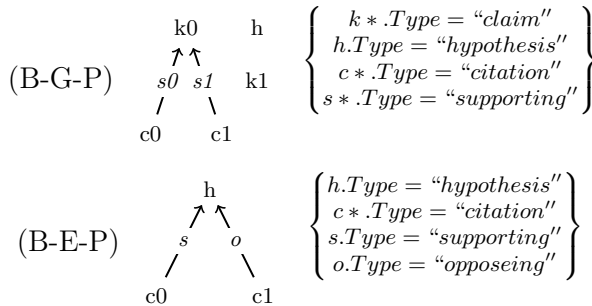 k0 h
k ∗ .Type = “claim′′
h.Type = “hypothesis′′
(B-G-P) s0 s1 k1
c ∗ .Type = “citation′′
s ∗ .Type = “supporting′′
c0 c1
h
h.Type = “hypothesis′′
c ∗ .Type = “citation′′
(B-E-P) s o
s.Type = “supporting′′
o.Type = “opposeing′′
c0 c1